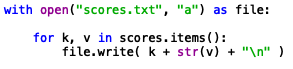 with open("scores.txt", "a") as file:
for k, v in scores.items():
file.write( k + str(v) + "\n" )